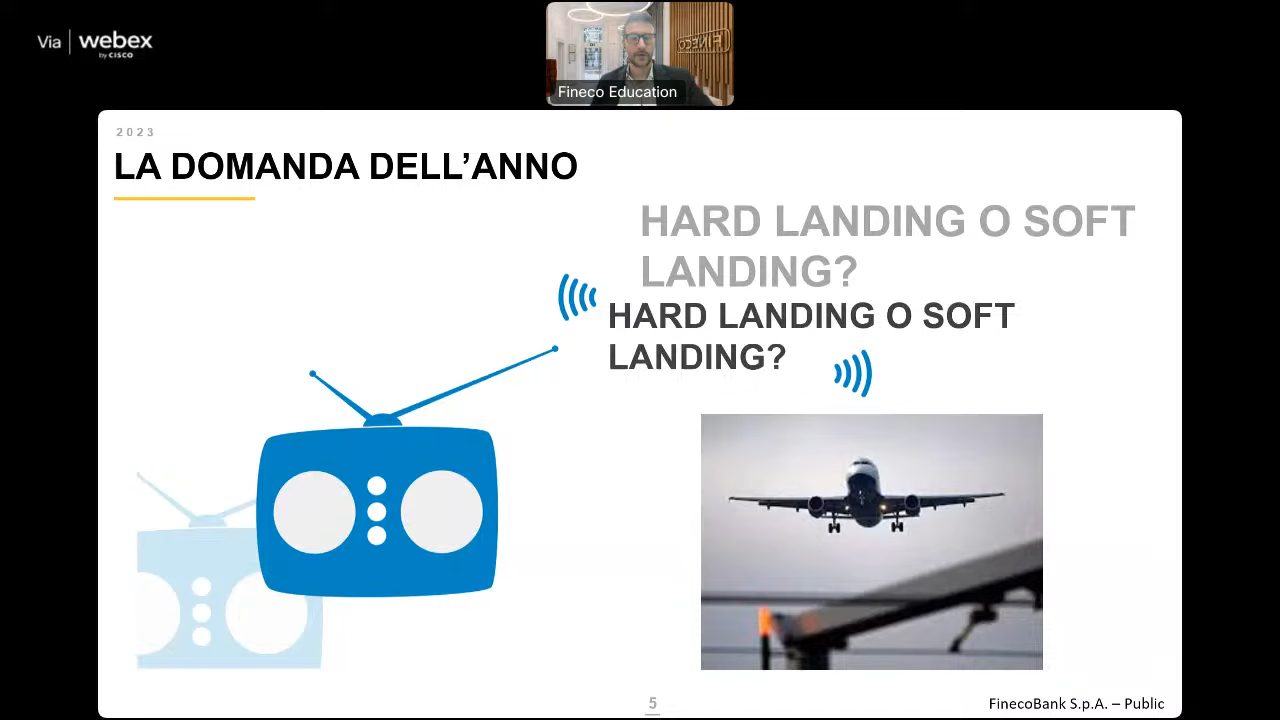 Via webex
by CISCO
FINECO
Fineco Education
2023
LA DOMANDA DELL’ANNO
HARD LANDING O SOFT
LANDING?
HARD LANDING O SOFT
LANDING?
5
FinecoBank S.p.A. – Public